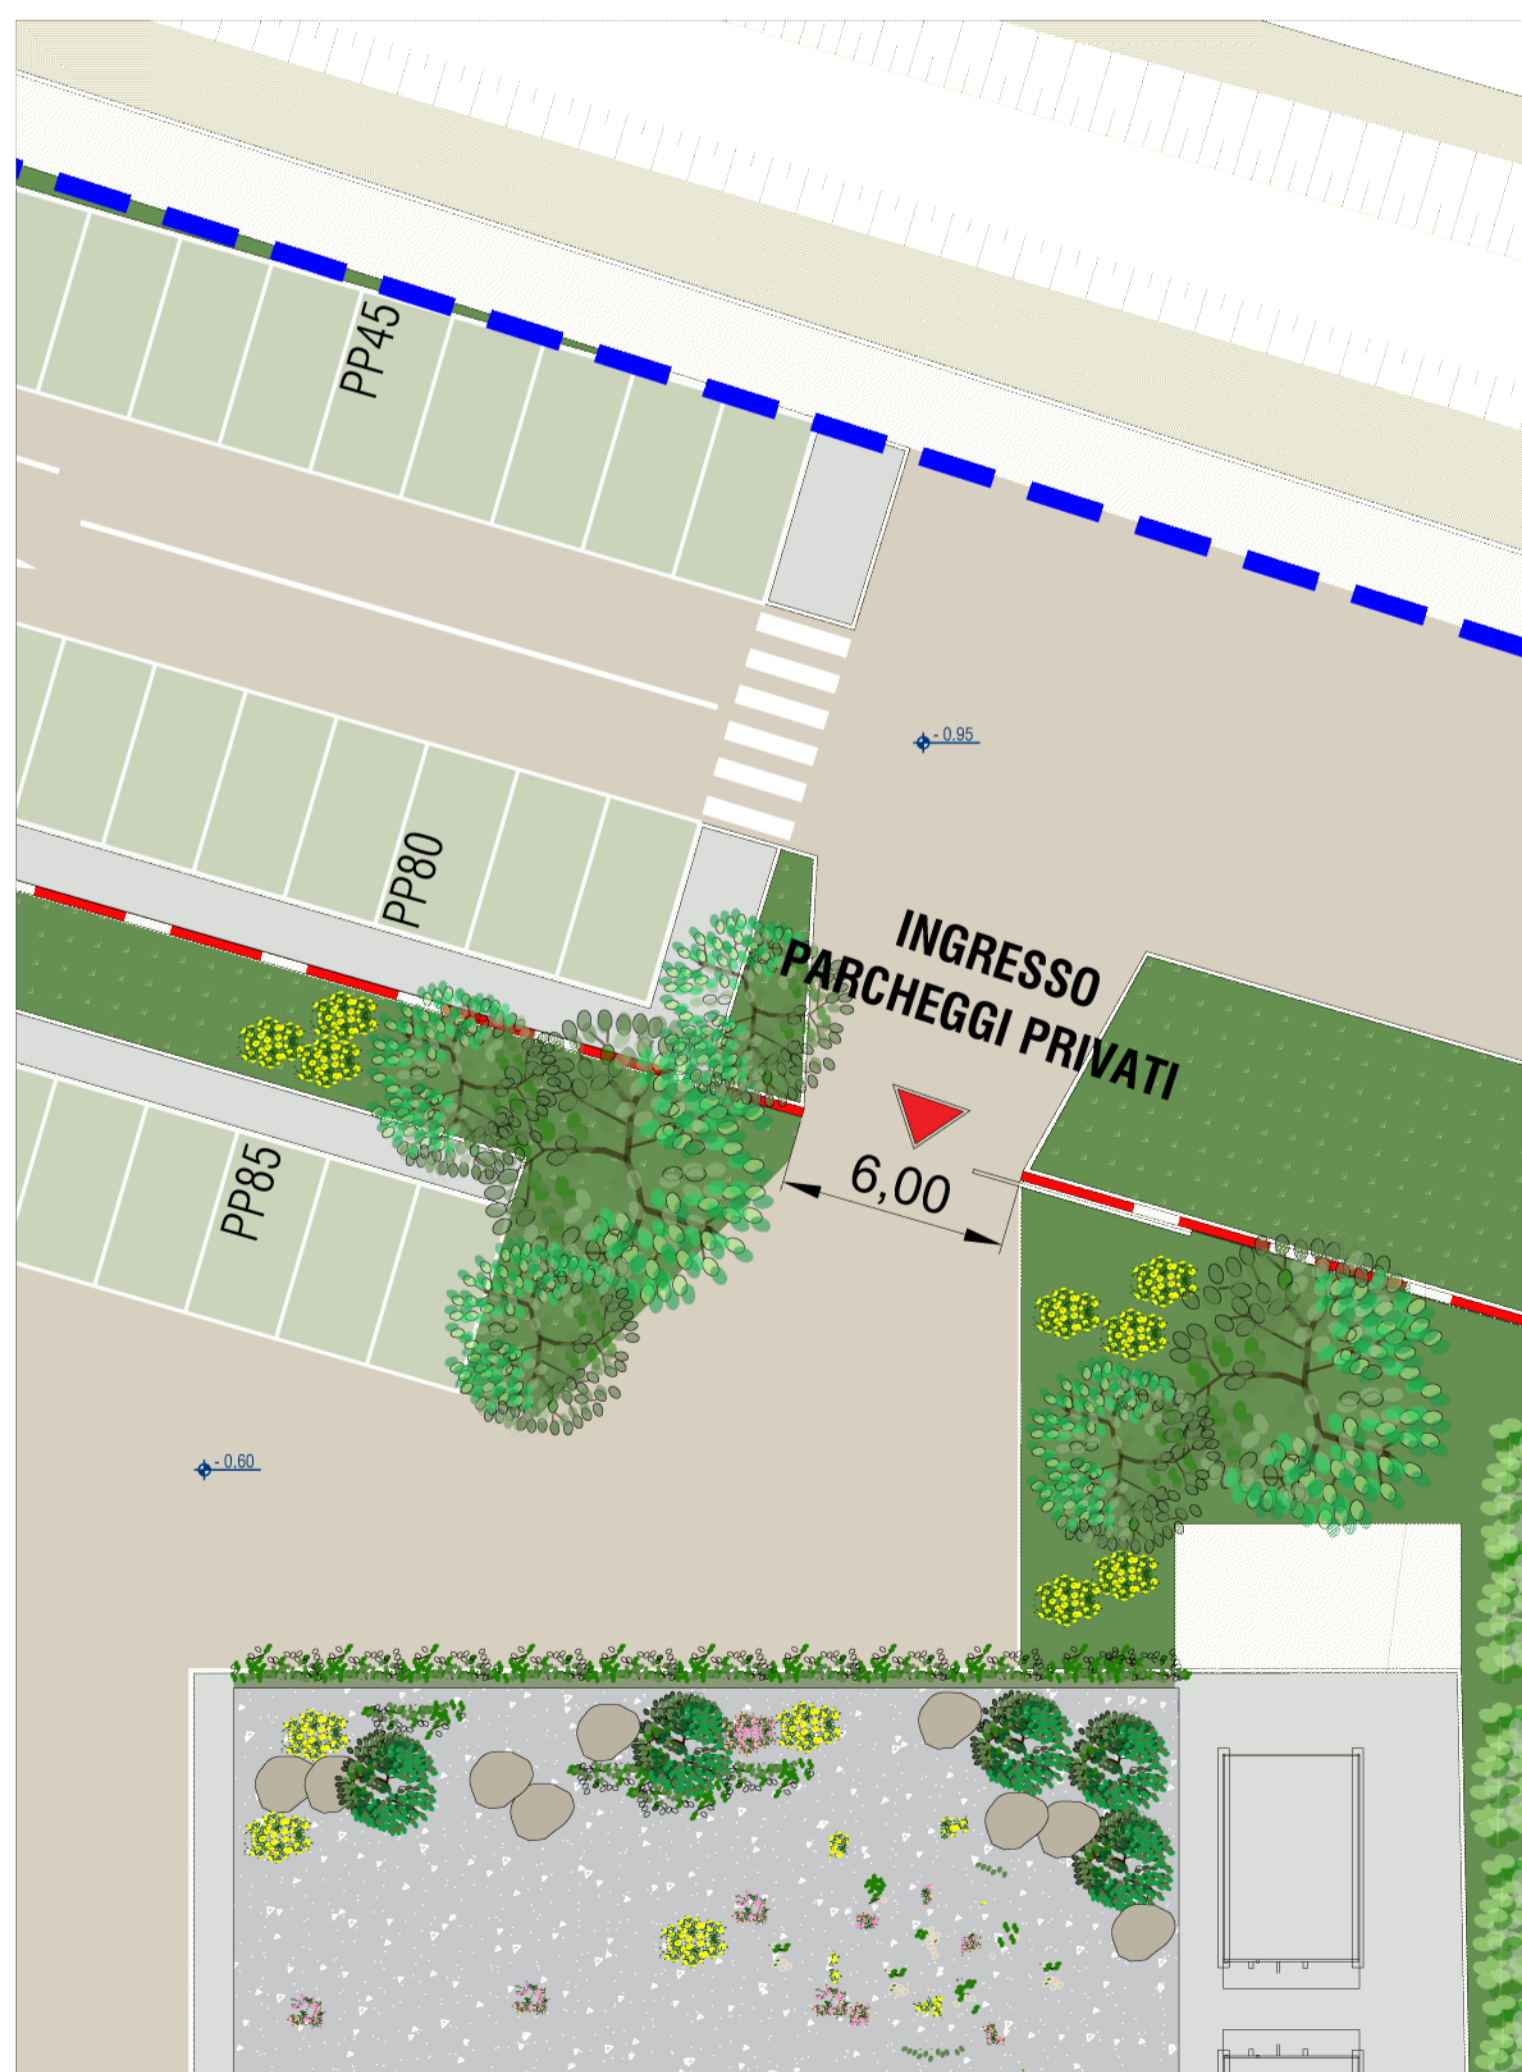 PP45
- 0.95
PP80
INGRESSO
PARCHEGGI PRIVATI
6,00
PP85
- 0.60